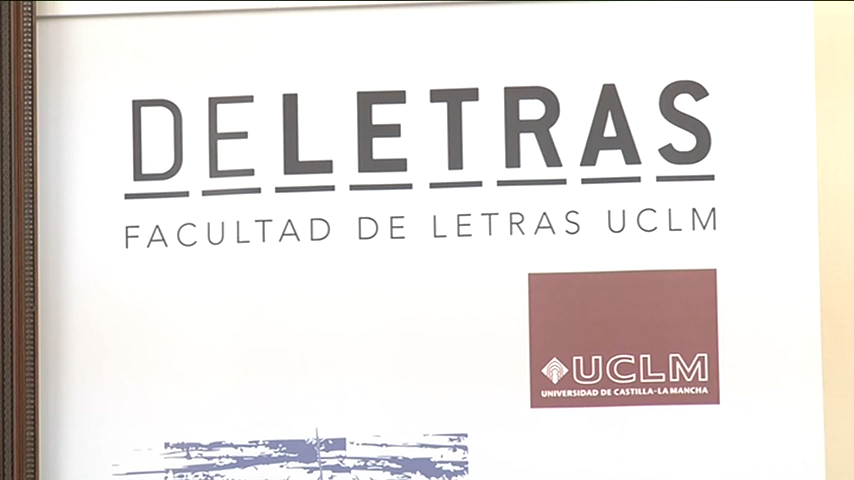 DELETRAS
FACULTAD DE LETRAS UCLM
UCLM
UNIVERSIDAD DE CASTILLA-LA MANCHA